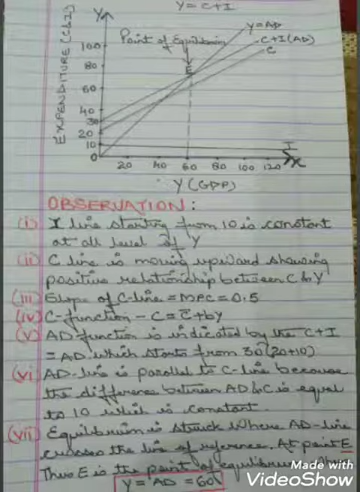 Y = C+I
Y
Y=AD
C+I(AD)
C
Point of Equilibrium
EXPENDITURE (C&I)
100
80
60
40
30
20
10
0
E
I
X
20 40 60 80 100 120
Y (GDP)
OBSERVATION:
(i) I line starting from 10 is constant
at all level of Y
(ii) C line is moving upward showing
positive relationship between C & Y
(iii) Slope of C-line = MPC = 0.5
(iv) C-function - C = C̅ + bY
(v) AD function is indicated by the C+I
= AD which starts from 30 (20+10)
(vi) AD-line is parallel to C-line because
the difference between AD & C is equal
to 10 which is constant.
(vii) Equilibrium is struck where AD-line
crosses the line of reference. At point E
Thus E is the point of equilibrium where
Y = AD = 60
Made with
VivaVideo